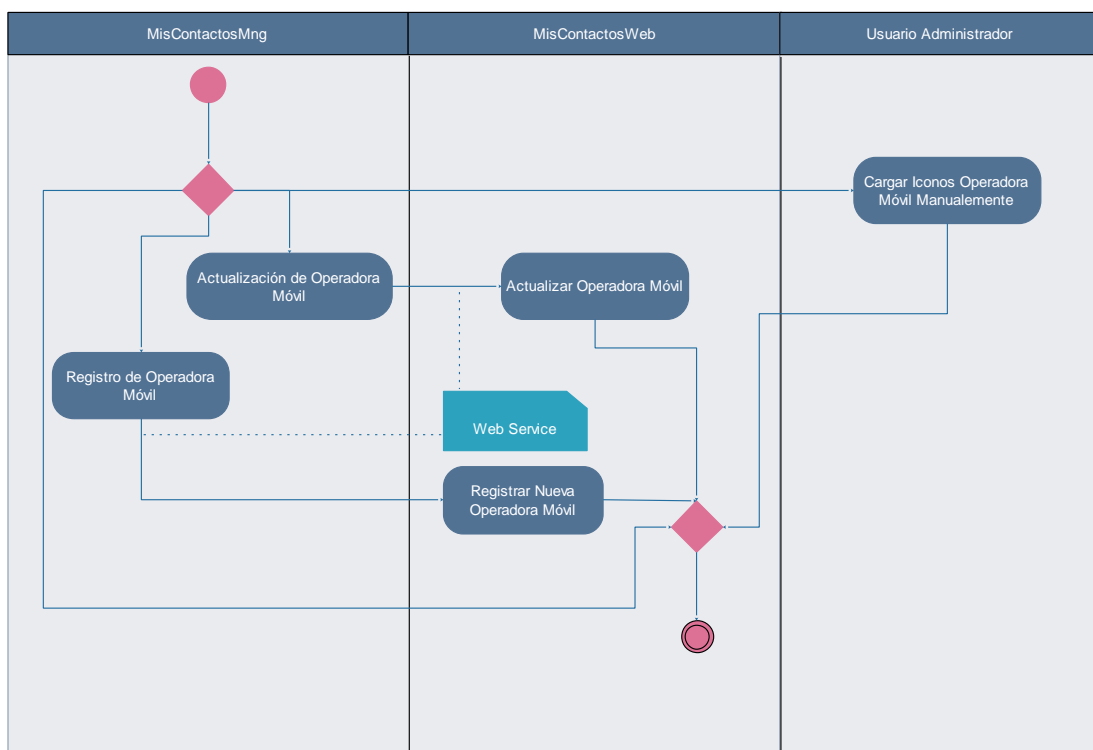 MisContactosMng
MisContactosWeb
Usuario Administrador
Cargar Iconos Operadora
Móvil Manualemente
Actualización de Operadora
Móvil
Actualizar Operadora Móvil
Registro de Operadora
Móvil
Web Service
Registrar Nueva
Operadora Móvil